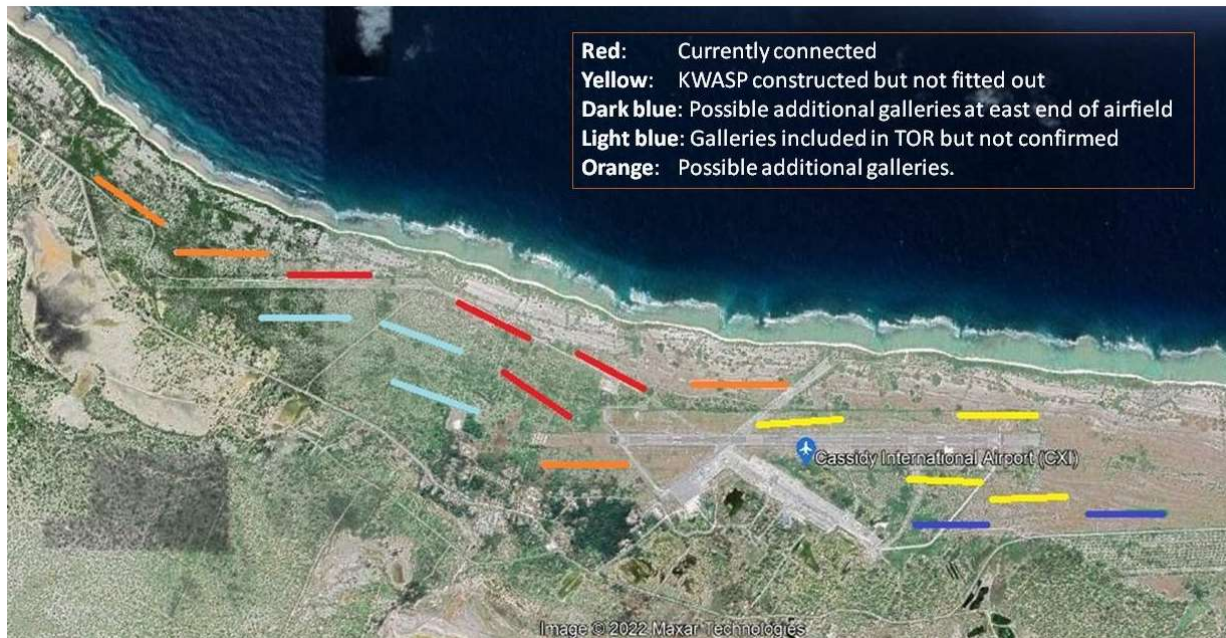 Red: Currently connected
Yellow: KWASP constructed but not fitted out
Dark blue: Possible additional galleries at east end of airfield
Light blue: Galleries included in TOR but not confirmed
Orange: Possible additional galleries.
Cassidy International Airport (CXI)
Image © 2022 Maxar Technologies